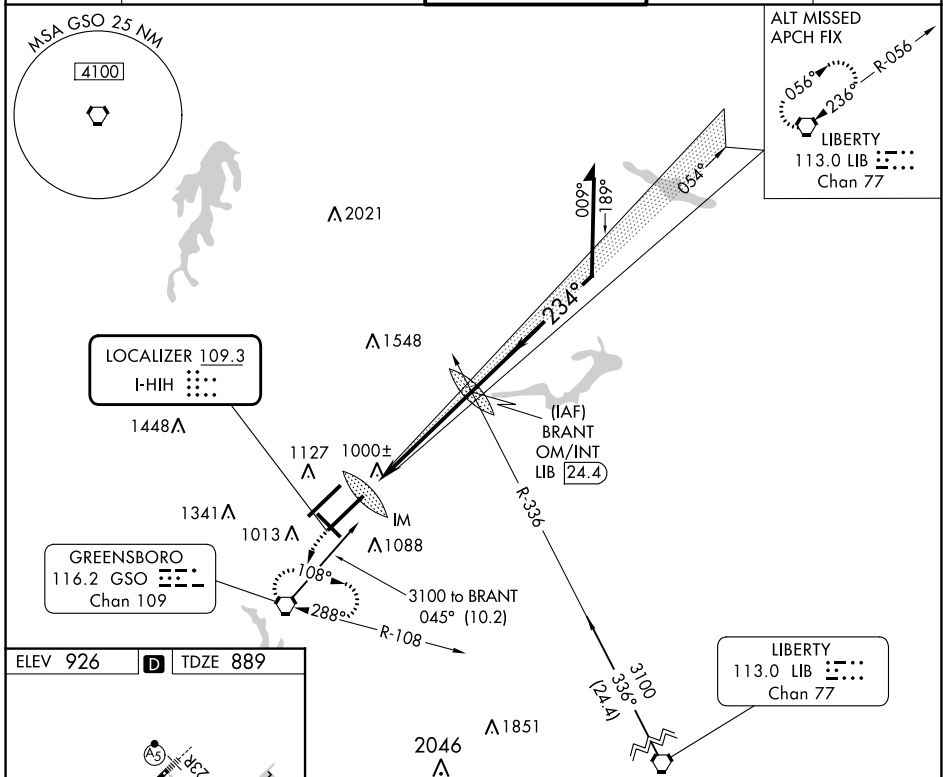 MSA GSO 25 NM
4100
ALT MISSED
APCH FIX
R-056
056°
236°
LIBERTY
113.0 LIB
Chan 77
2021
009°
189°
054°
234°
1548
LOCALIZER 109.3
I-HIH
1448
(IAF)
BRANT
OM/INT
LIB 24.4
1127
1000±
1341
1013
IM
1088
R-336
GREENSBORO
116.2 GSO
Chan 109
108°
288°
R-108
3100 to BRANT
045° (10.2)
3100
336°
(24.4)
LIBERTY
113.0 LIB
Chan 77
ELEV 926
D
TDZE 889
1851
2046
A5
23R